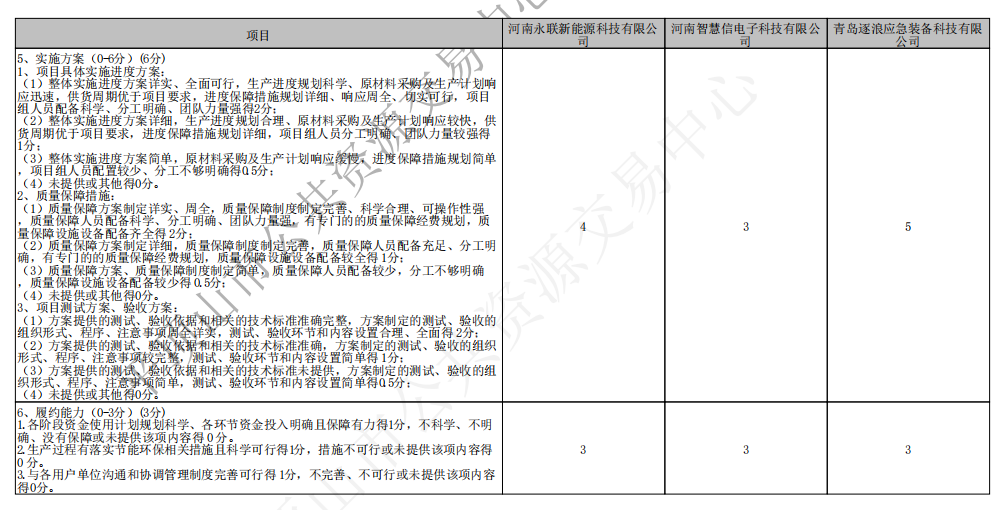 项目
河南永联新能源科技有限公
司
河南智慧信电子科技有限公
司
青岛逐浪应急装备科技有限
公司
5、实施方案（0-6分）(6分)
1、项目具体实施进度方案：
（1）整体实施进度方案详实、全面可行，生产进度规划科学、原材料采购及生产计划响
应迅速，供货周期优于项目要求，进度保障措施规划详细、响应周全、切实可行，项目
组人员配备科学、分工明确、团队力量强得2分；
（2）整体实施进度方案详细，生产进度规划合理、原材料采购及生产计划响应较快，供
货周期优于项目要求，进度保障措施规划详细，项目组人员分工明确、团队力量较强得
1分；
（3）整体实施进度方案简单，原材料采购及生产计划响应缓慢，进度保障措施规划简单
，项目组人员配置较少、分工不够明确得0.5分；
（4）未提供或其他得0分。
2、质量保障措施：
（1）质量保障方案制定详实、周全，质量保障制度制定完善、科学合理、可操作性强
，质量保障人员配备科学、分工明确、团队力量强，有专门的的质量保障经费规划，质
量保障设施设备配备齐全得 2分；
（2）质量保障方案制定详细，质量保障制度制定完善，质量保障人员配备充足、分工明
确，有专门的的质量保障经费规划，质量保障设施设备配备较全得 1分；
（3）质量保障方案、质量保障制度制定简单，质量保障人员配备较少，分工不够明确
，质量保障设施设备配备较少得 0.5分；
（4）未提供或其他得0分。
3、项目测试方案、验收方案：
（1）方案提供的测试、验收依据和相关的技术标准准确完整，方案制定的测试、验收的
组织形式、程序、注意事项周全详实，测试、验收环节和内容设置合理、全面得 2分；
（2）方案提供的测试、验收依据和相关的技术标准准确，方案制定的测试、验收的组织
形式、程序、注意事项较完整，测试、验收环节和内容设置简单得 1分；
（3）方案提供的测试、验收依据和相关的技术标准未提供，方案制定的测试、验收的组
织形式、程序、注意事项简单，测试、验收环节和内容设置简单得0.5分；
（4）未提供或其他得0分。
4
3
5
6、履约能力（0-3分）(3分)
1.各阶段资金使用计划规划科学、各环节资金投入明确且保障有力得1分，不科学、不明
确、没有保障或未提供该项内容得 0 分。
2.生产过程有落实节能环保相关措施且科学可行得1分，措施不可行或未提供该项内容得
0 分。
3.与各用户单位沟通和协调管理制度完善可行得 1分，不完善、不可行或未提供该项内容
得0分。
3
3
3